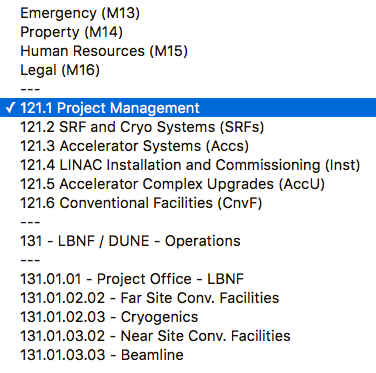 Emergency (M13)
Property (M14)
Human Resources (M15)
Legal (M16)
---
✓ 121.1 Project Management
121.2 SRF and Cryo Systems (SRFs)
121.3 Accelerator Systems (Accs)
121.4 LINAC Installation and Commissioning (Inst)
121.5 Accelerator Complex Upgrades (AccU)
121.6 Conventional Facilities (CnvF)
---
131 - LBNF / DUNE - Operations
---
131.01.01 - Project Office - LBNF
131.01.02.02 - Far Site Conv. Facilities
131.01.02.03 - Cryogenics
131.01.03.02 - Near Site Conv. Facilities
131.01.03.03 - Beamline